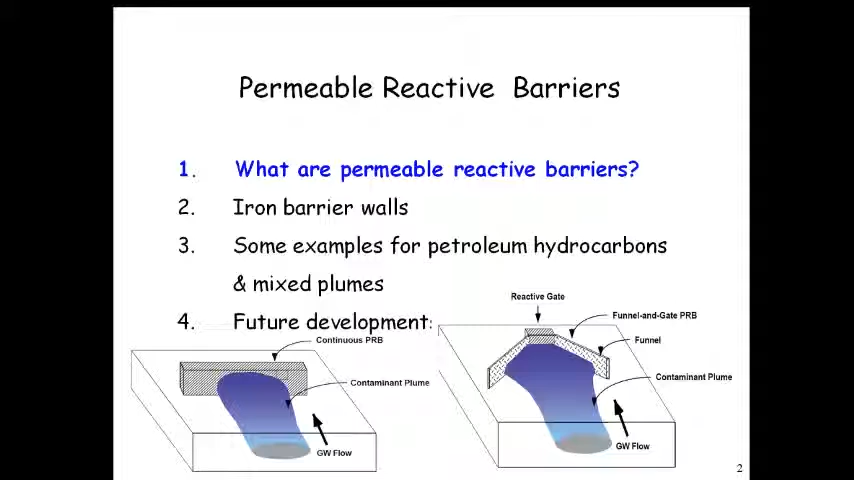 Permeable Reactive Barriers
1. What are permeable reactive barriers?
2. Iron barrier walls
3. Some examples for petroleum hydrocarbons
& mixed plumes
4. Future development:
Continuous PRB
Contaminant Plume
GW Flow
Reactive Gate
Funnel-and-Gate PRB
Funnel
Contaminant Plume
GW Flow
2